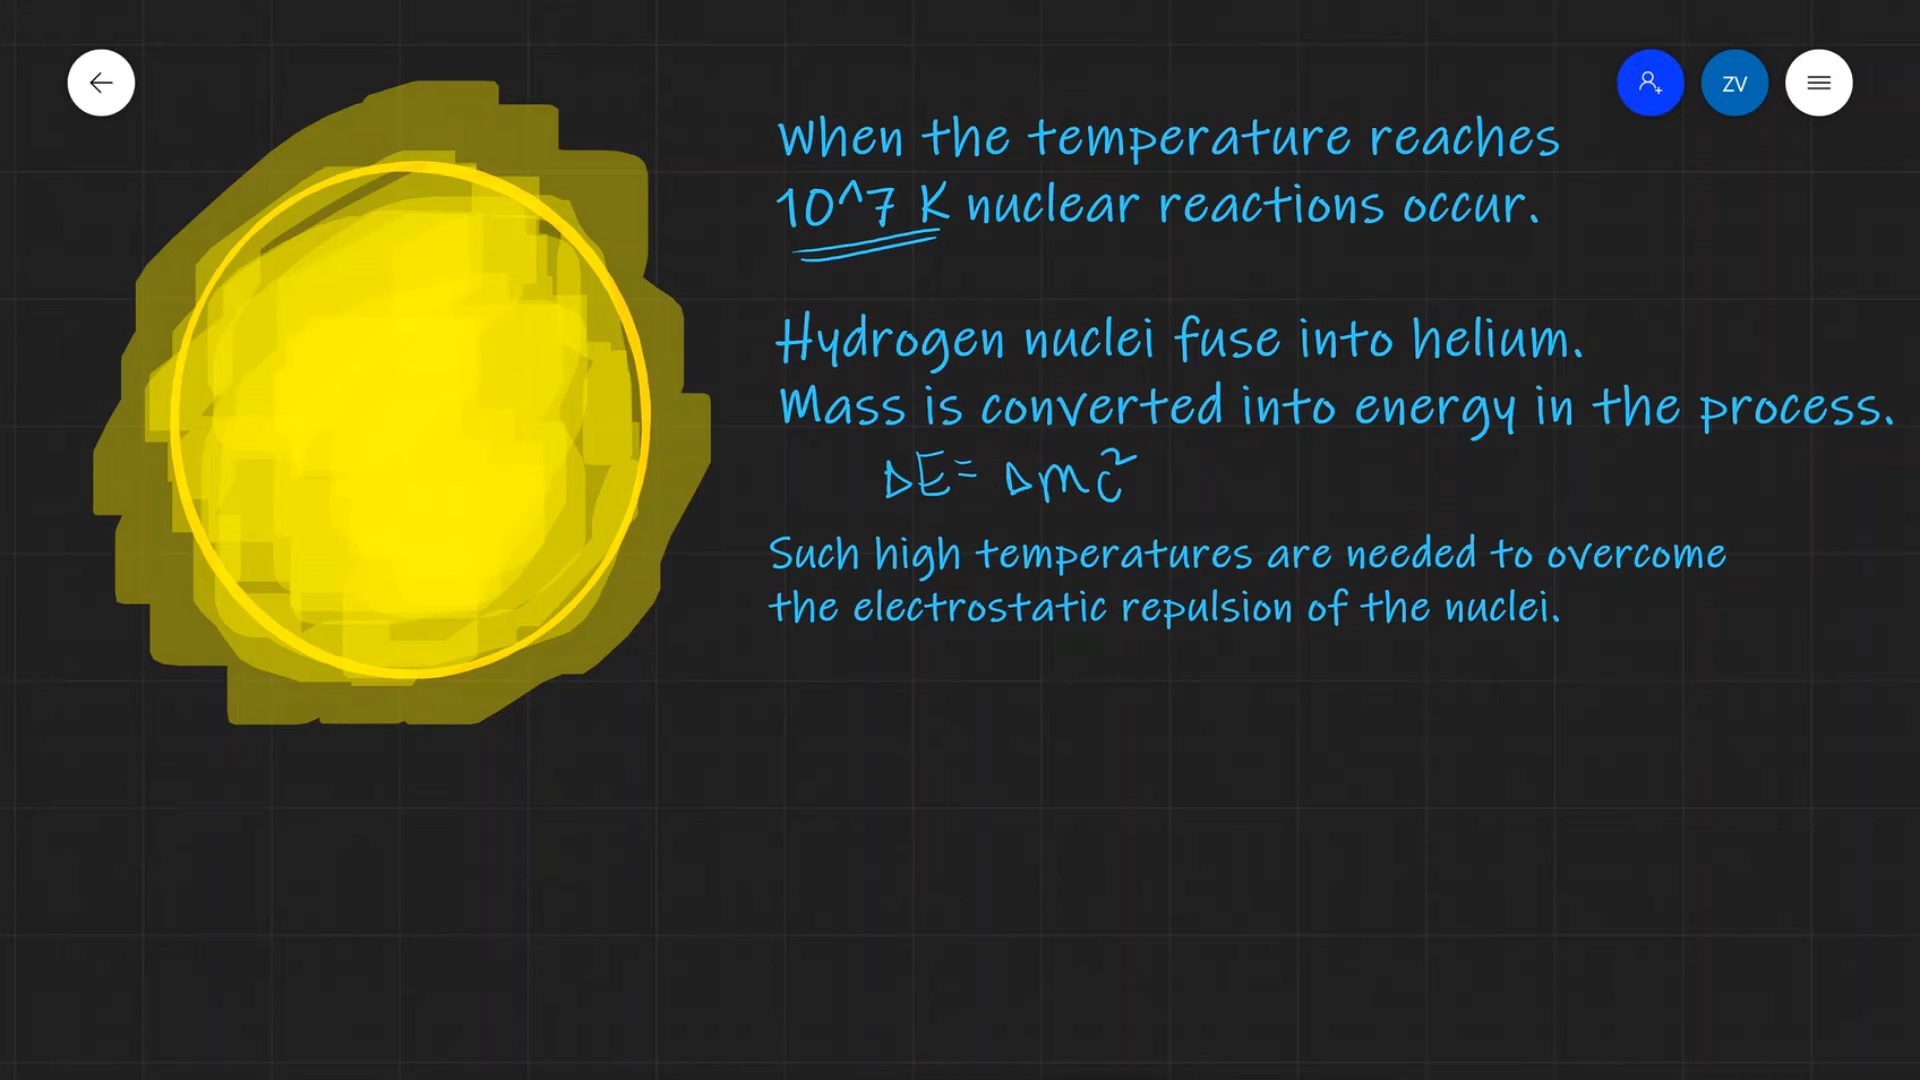 ZV
When the temperature reaches
10^7 K nuclear reactions occur.
Hydrogen nuclei fuse into helium.
Mass is converted into energy in the process.
ΔE = Δmc²
Such high temperatures are needed to overcome
the electrostatic repulsion of the nuclei.